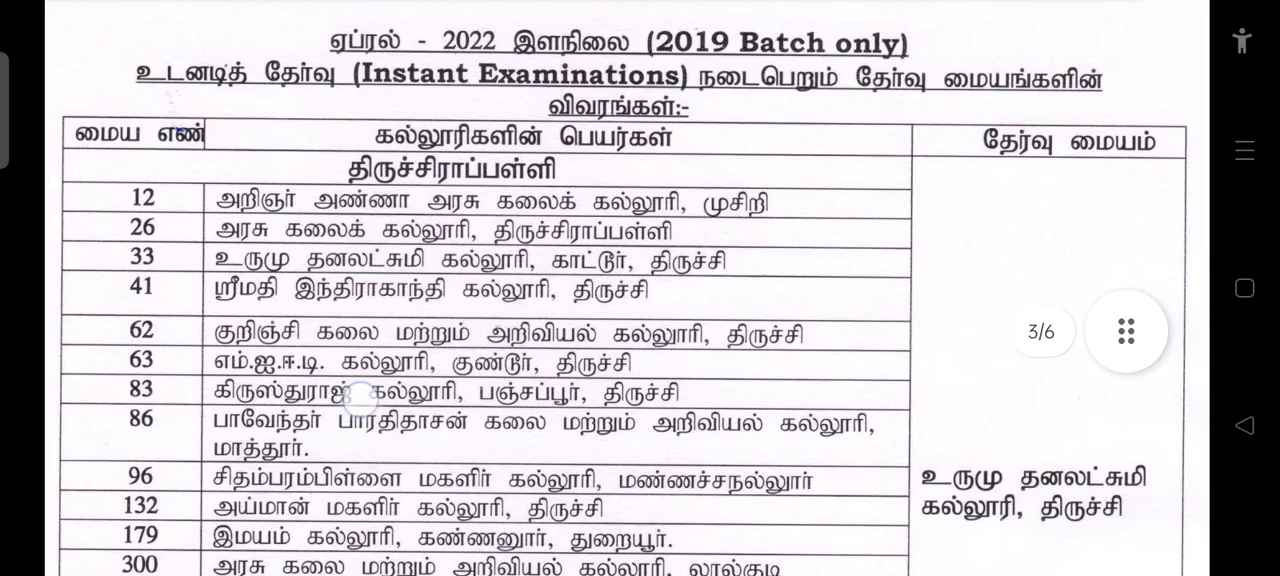 ஏப்ரல் - 2022 இளநிலை (2019 Batch only)
உடனடித் தேர்வு (Instant Examinations) நடைபெறும் தேர்வு மையங்களின்
விவரங்கள்:-
மைய எண் கல்லூரிகளின் பெயர்கள் தேர்வு மையம்
திருச்சிராப்பள்ளி
12 அறிஞர் அண்ணா அரசு கலைக் கல்லூரி, முசிறி
26 அரசு கலைக் கல்லூரி, திருச்சிராப்பள்ளி
33 உருமு தனலட்சுமி கல்லூரி, காட்டூர், திருச்சி
41 ஸ்ரீமதி இந்திராகாந்தி கல்லூரி, திருச்சி
62 குறிஞ்சி கலை மற்றும் அறிவியல் கல்லூரி, திருச்சி
63 எம்.ஐ.ஈ.டி. கல்லூரி, குண்டூர், திருச்சி
83 கிருஸ்துராஜ் கல்லூரி, பஞ்சப்பூர், திருச்சி
86 பாவேந்தர் பாரதிதாசன் கலை மற்றும் அறிவியல் கல்லூரி,
மாத்தூர்.
96 சிதம்பரம்பிள்ளை மகளிர் கல்லூரி, மண்ணச்சநல்லூர்
132 அய்மான் மகளிர் கல்லூரி, திருச்சி
179 இமயம் கல்லூரி, கண்ணனூர், துறையூர்.
300 அரசு கலை மற்றும் அறிவியல் கல்லூரி, லால்குடி
உருமு தனலட்சுமி
கல்லூரி, திருச்சி
3/6